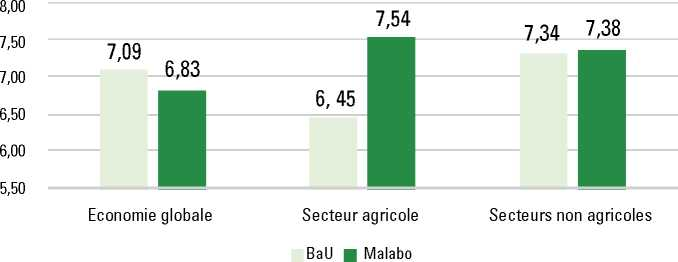 8,00
7,50
7,00
6,50
6,00
5,50
7,09
6,83
6, 45
7,54
7,34
7,38
Economie globale
Secteur agricole
Secteurs non agricoles
BaU
Malabo